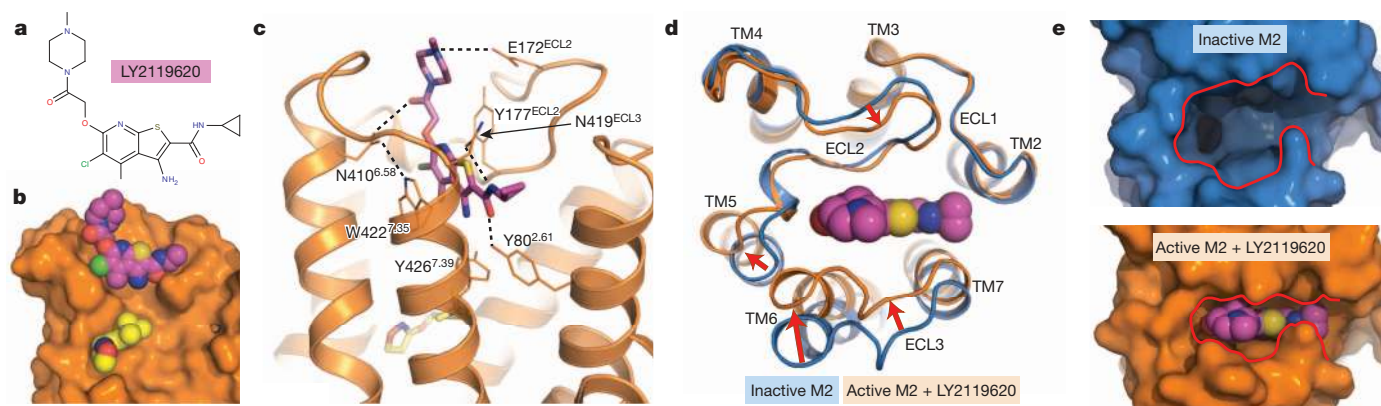 a
LY2119620
N
N
O
O
N
S
Cl
NH₂
H
N
O
b
c
E172ᴱᶜᴸ²
Y177ᴱᶜᴸ²
N419ᴱᶜᴸ³
N410⁶·⁵⁸
W422⁷·³⁵
Y80²·⁶¹
Y426⁷·³⁹
d
TM4
TM3
ECL1
TM2
ECL2
TM5
TM7
TM6
ECL3
Inactive M2
Active M2 + LY2119620
e
Inactive M2
Active M2 + LY2119620